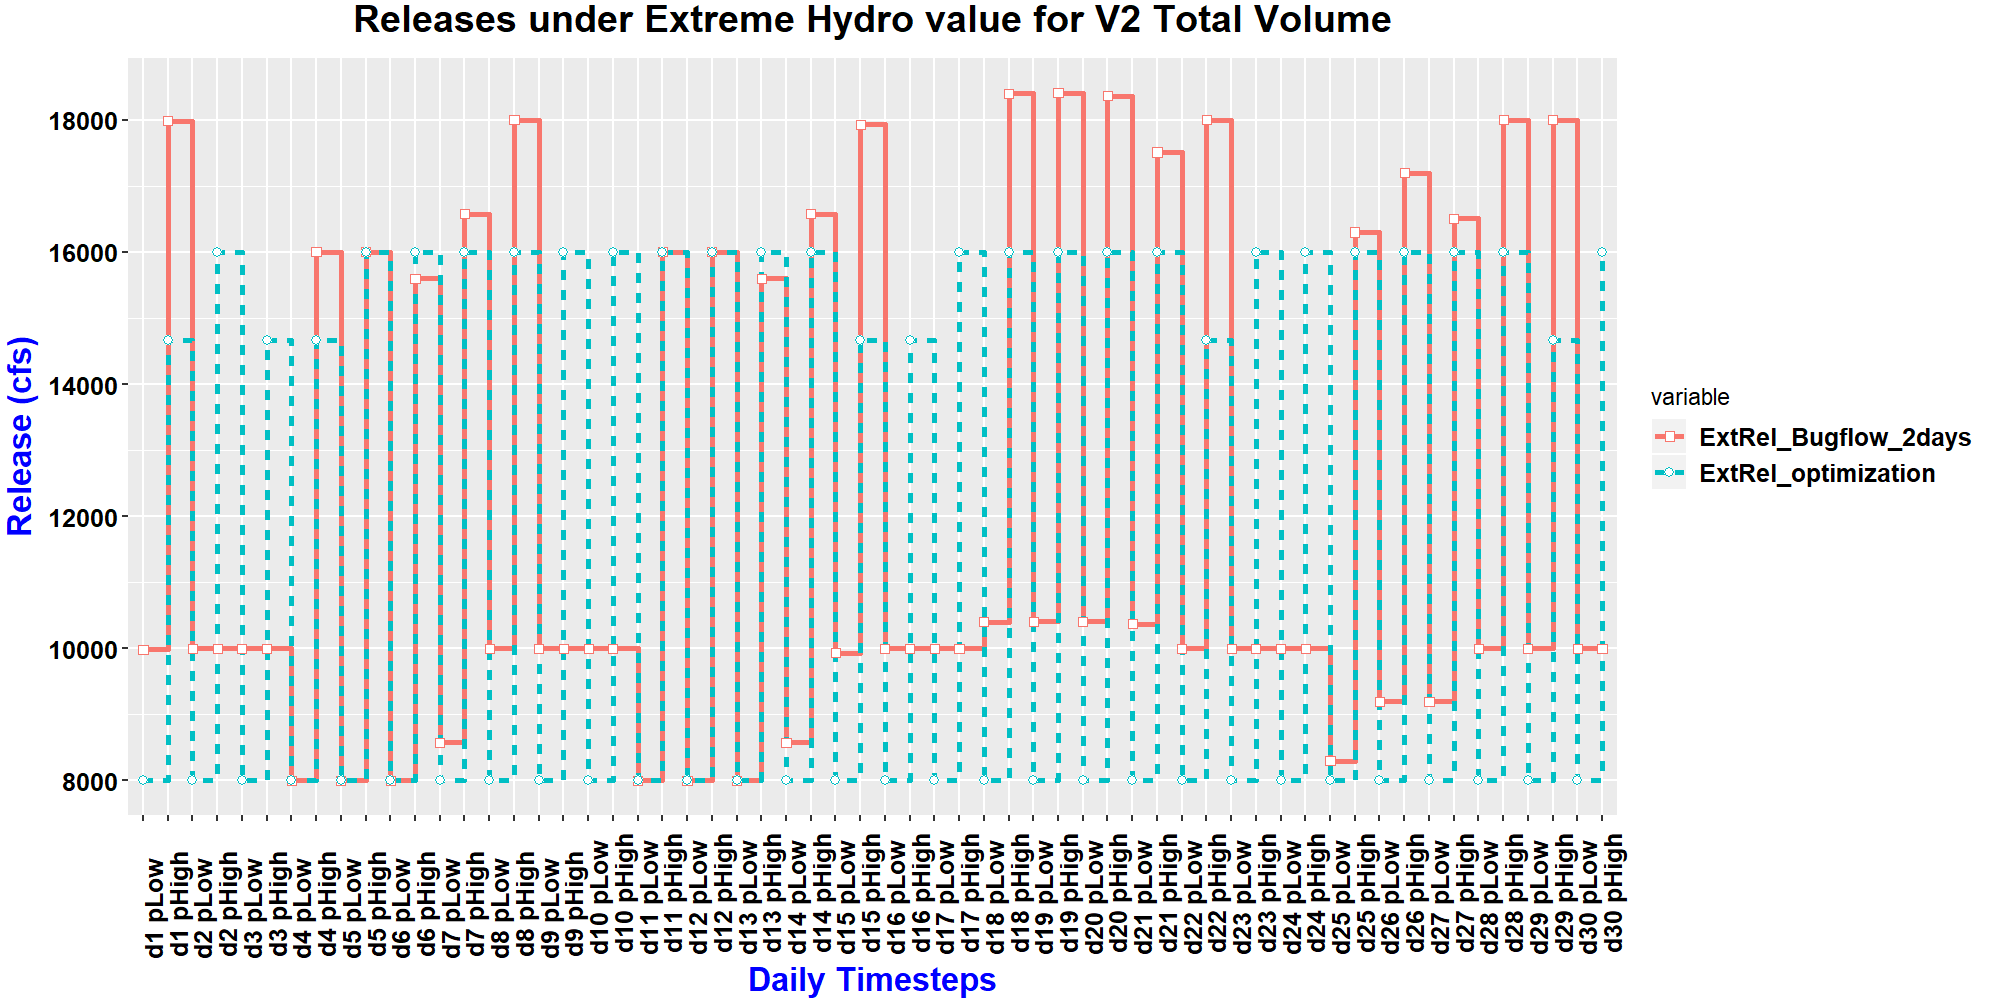 Releases under Extreme Hydro value for V2 Total Volume
Release (cfs)
18000
16000
14000
12000
10000
8000
d1 pLow
d1 pHigh
d2 pLow
d2 pHigh
d3 pLow
d3 pHigh
d4 pLow
d4 pHigh
d5 pLow
d5 pHigh
d6 pLow
d6 pHigh
d7 pLow
d7 pHigh
d8 pLow
d8 pHigh
d9 pLow
d9 pHigh
d10 pLow
d10 pHigh
d11 pLow
d11 pHigh
d12 pLow
d12 pHigh
d13 pLow
d13 pHigh
d14 pLow
d14 pHigh
d15 pLow
d15 pHigh
d16 pLow
d16 pHigh
d17 pLow
d17 pHigh
d18 pLow
d18 pHigh
d19 pLow
d19 pHigh
d20 pLow
d20 pHigh
d21 pLow
d21 pHigh
d22 pLow
d22 pHigh
d23 pLow
d23 pHigh
d24 pLow
d24 pHigh
d25 pLow
d25 pHigh
d26 pLow
d26 pHigh
d27 pLow
d27 pHigh
d28 pLow
d28 pHigh
d29 pLow
d29 pHigh
d30 pLow
d30 pHigh
Daily Timesteps
variable
ExtRel_Bugflow_2days
ExtRel_optimization